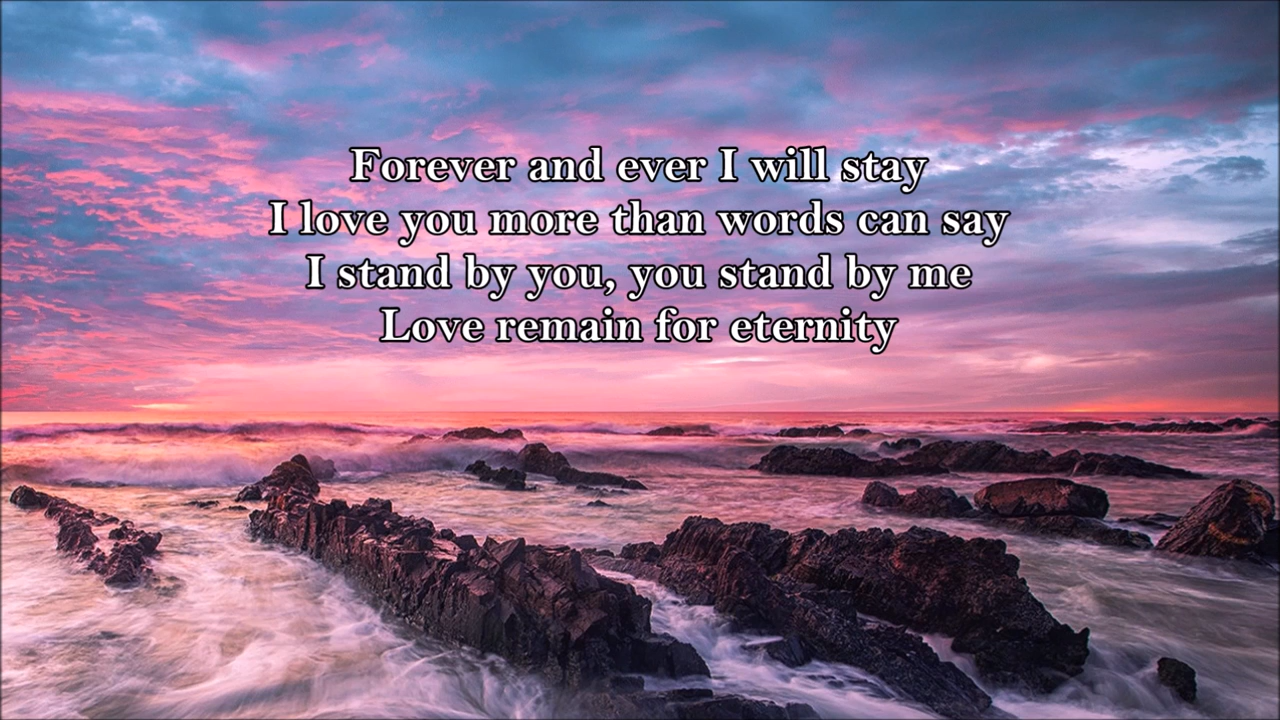 Forever and ever I will stay
I love you more than words can say
I stand by you, you stand by me
Love remain for eternity